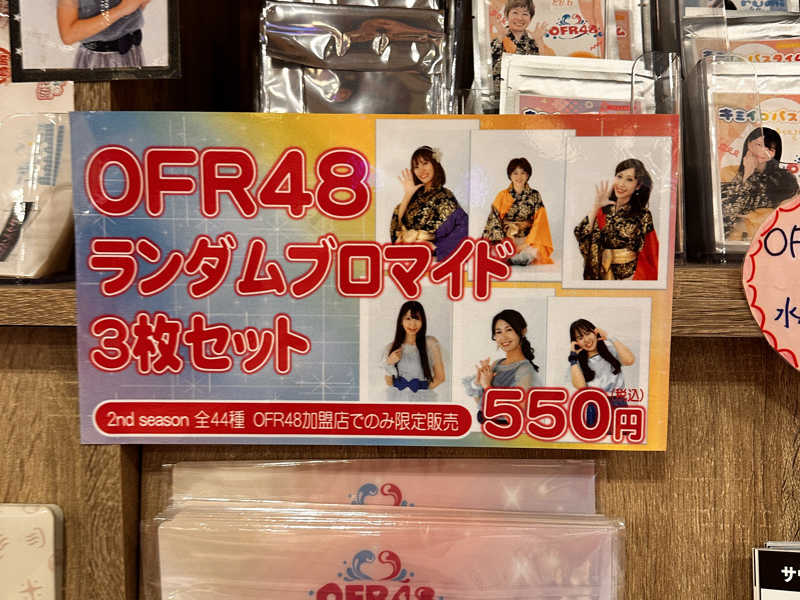 OFR48
OFR48
ランダムブロマイド
3枚セット
2nd season 全44種 OFR48加盟店でのみ限定販売
550円
(税込)
OFR48